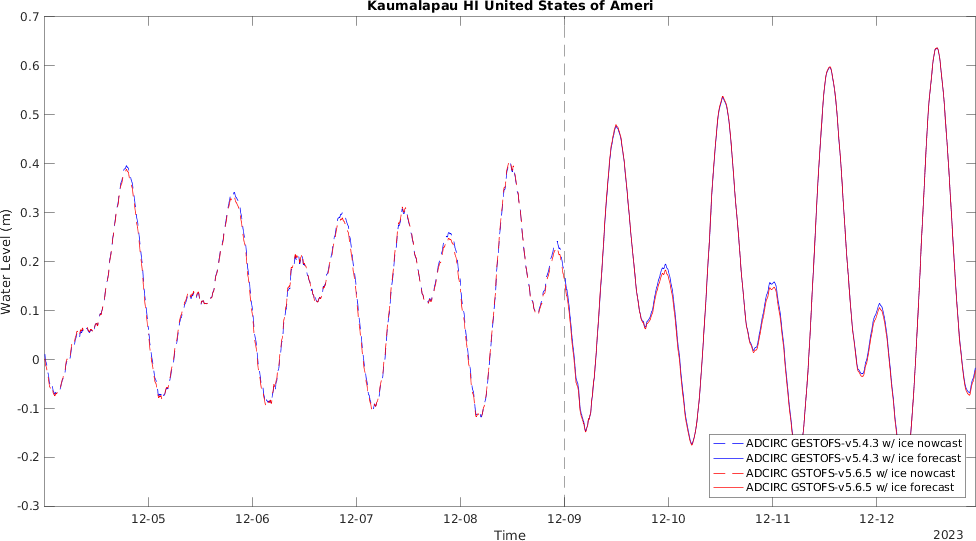 Kaumalapau HI United States of Ameri
0.7
0.6
0.5
0.4
0.3
0.2
0.1
0
-0.1
-0.2
-0.3
Water Level (m)
12-05
12-06
12-07
12-08
12-09
12-10
12-11
12-12
Time
2023
ADCIRC GESTOFS-v5.4.3 w/ ice nowcast
ADCIRC GESTOFS-v5.4.3 w/ ice forecast
ADCIRC GSTOFS-v5.6.5 w/ ice nowcast
ADCIRC GSTOFS-v5.6.5 w/ ice forecast